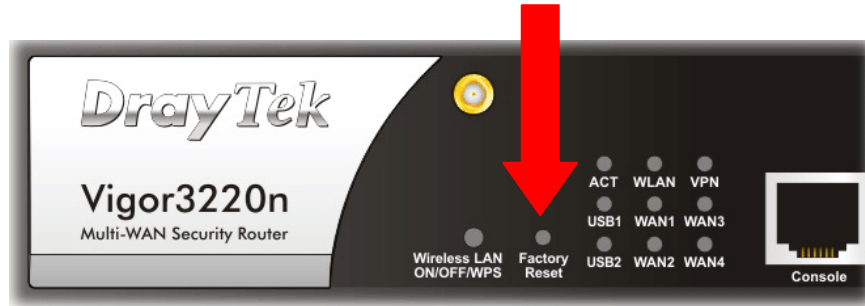 DrayTek
Vigor3220n
Multi-WAN Security Router
Wireless LAN
ON/OFF/WPS
Factory
Reset
ACT WLAN VPN
USB1 WAN1 WAN3
USB2 WAN2 WAN4
Console